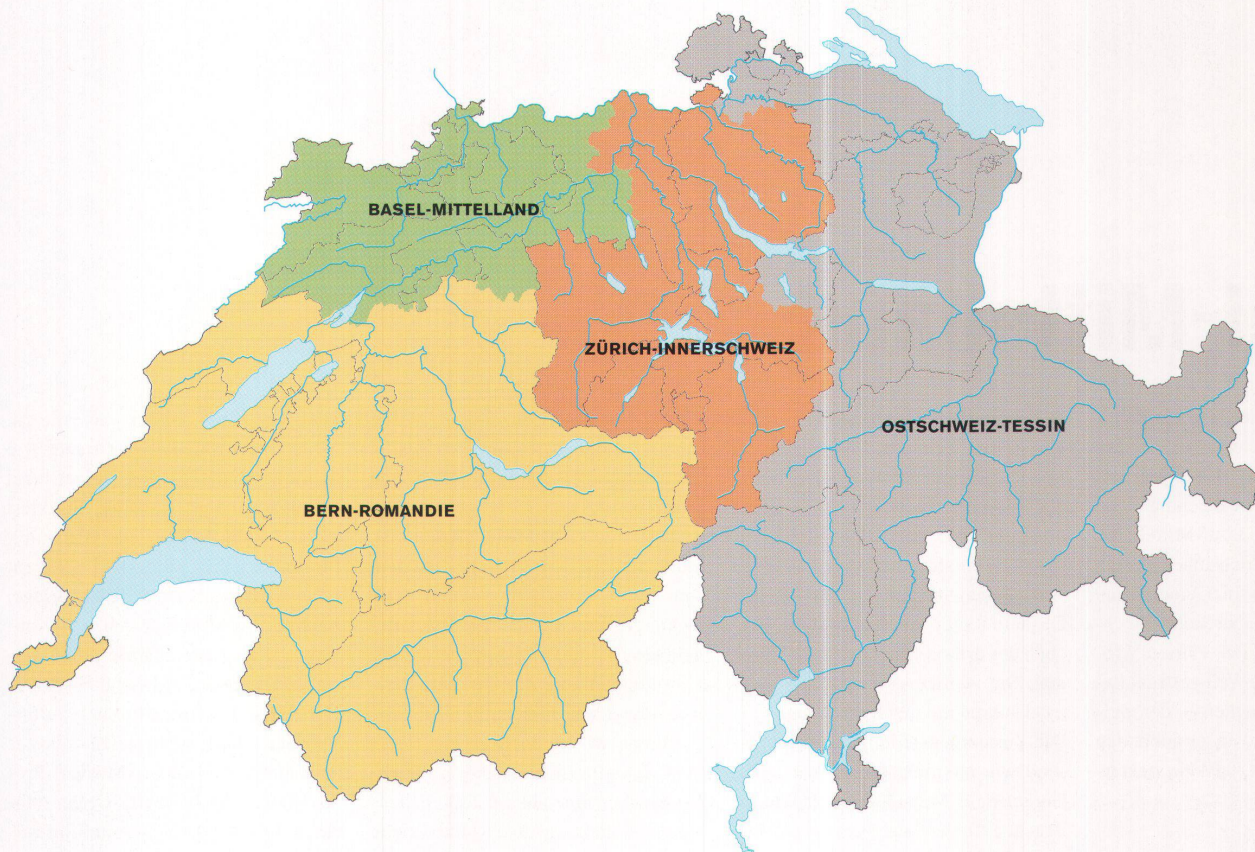 BASEL-MITTELLAND
ZÜRICH-INNERSCHWEIZ
OSTSCHWEIZ-TESSIN
BERN-ROMANDIE